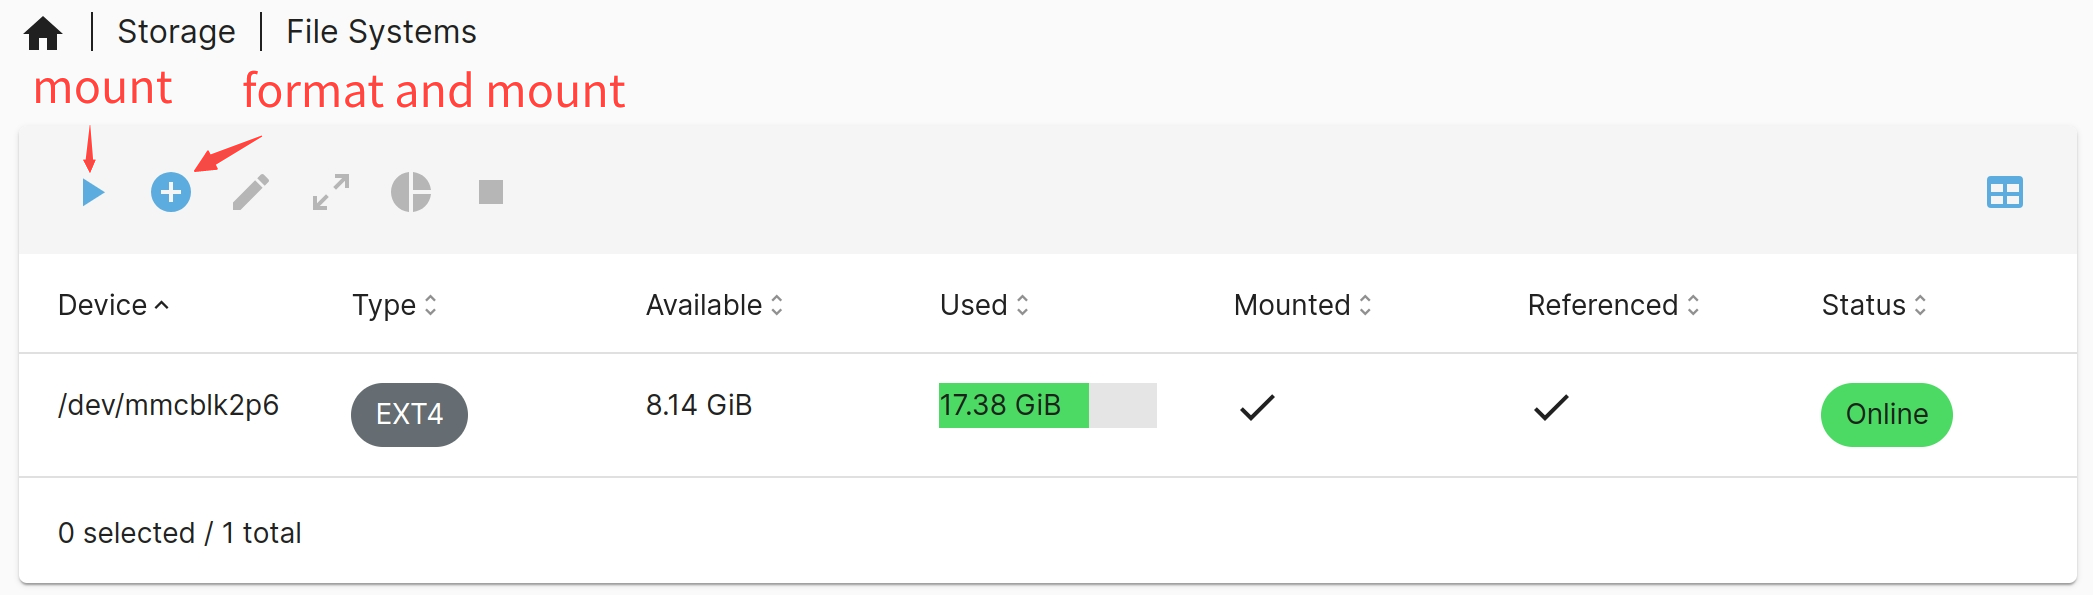 Storage | File Systems
mount
format and mount
Device Type Available Used Mounted Referenced Status
/dev/mmcblk2p6 EXT4 8.14 GiB 17.38 GiB Online
0 selected / 1 total